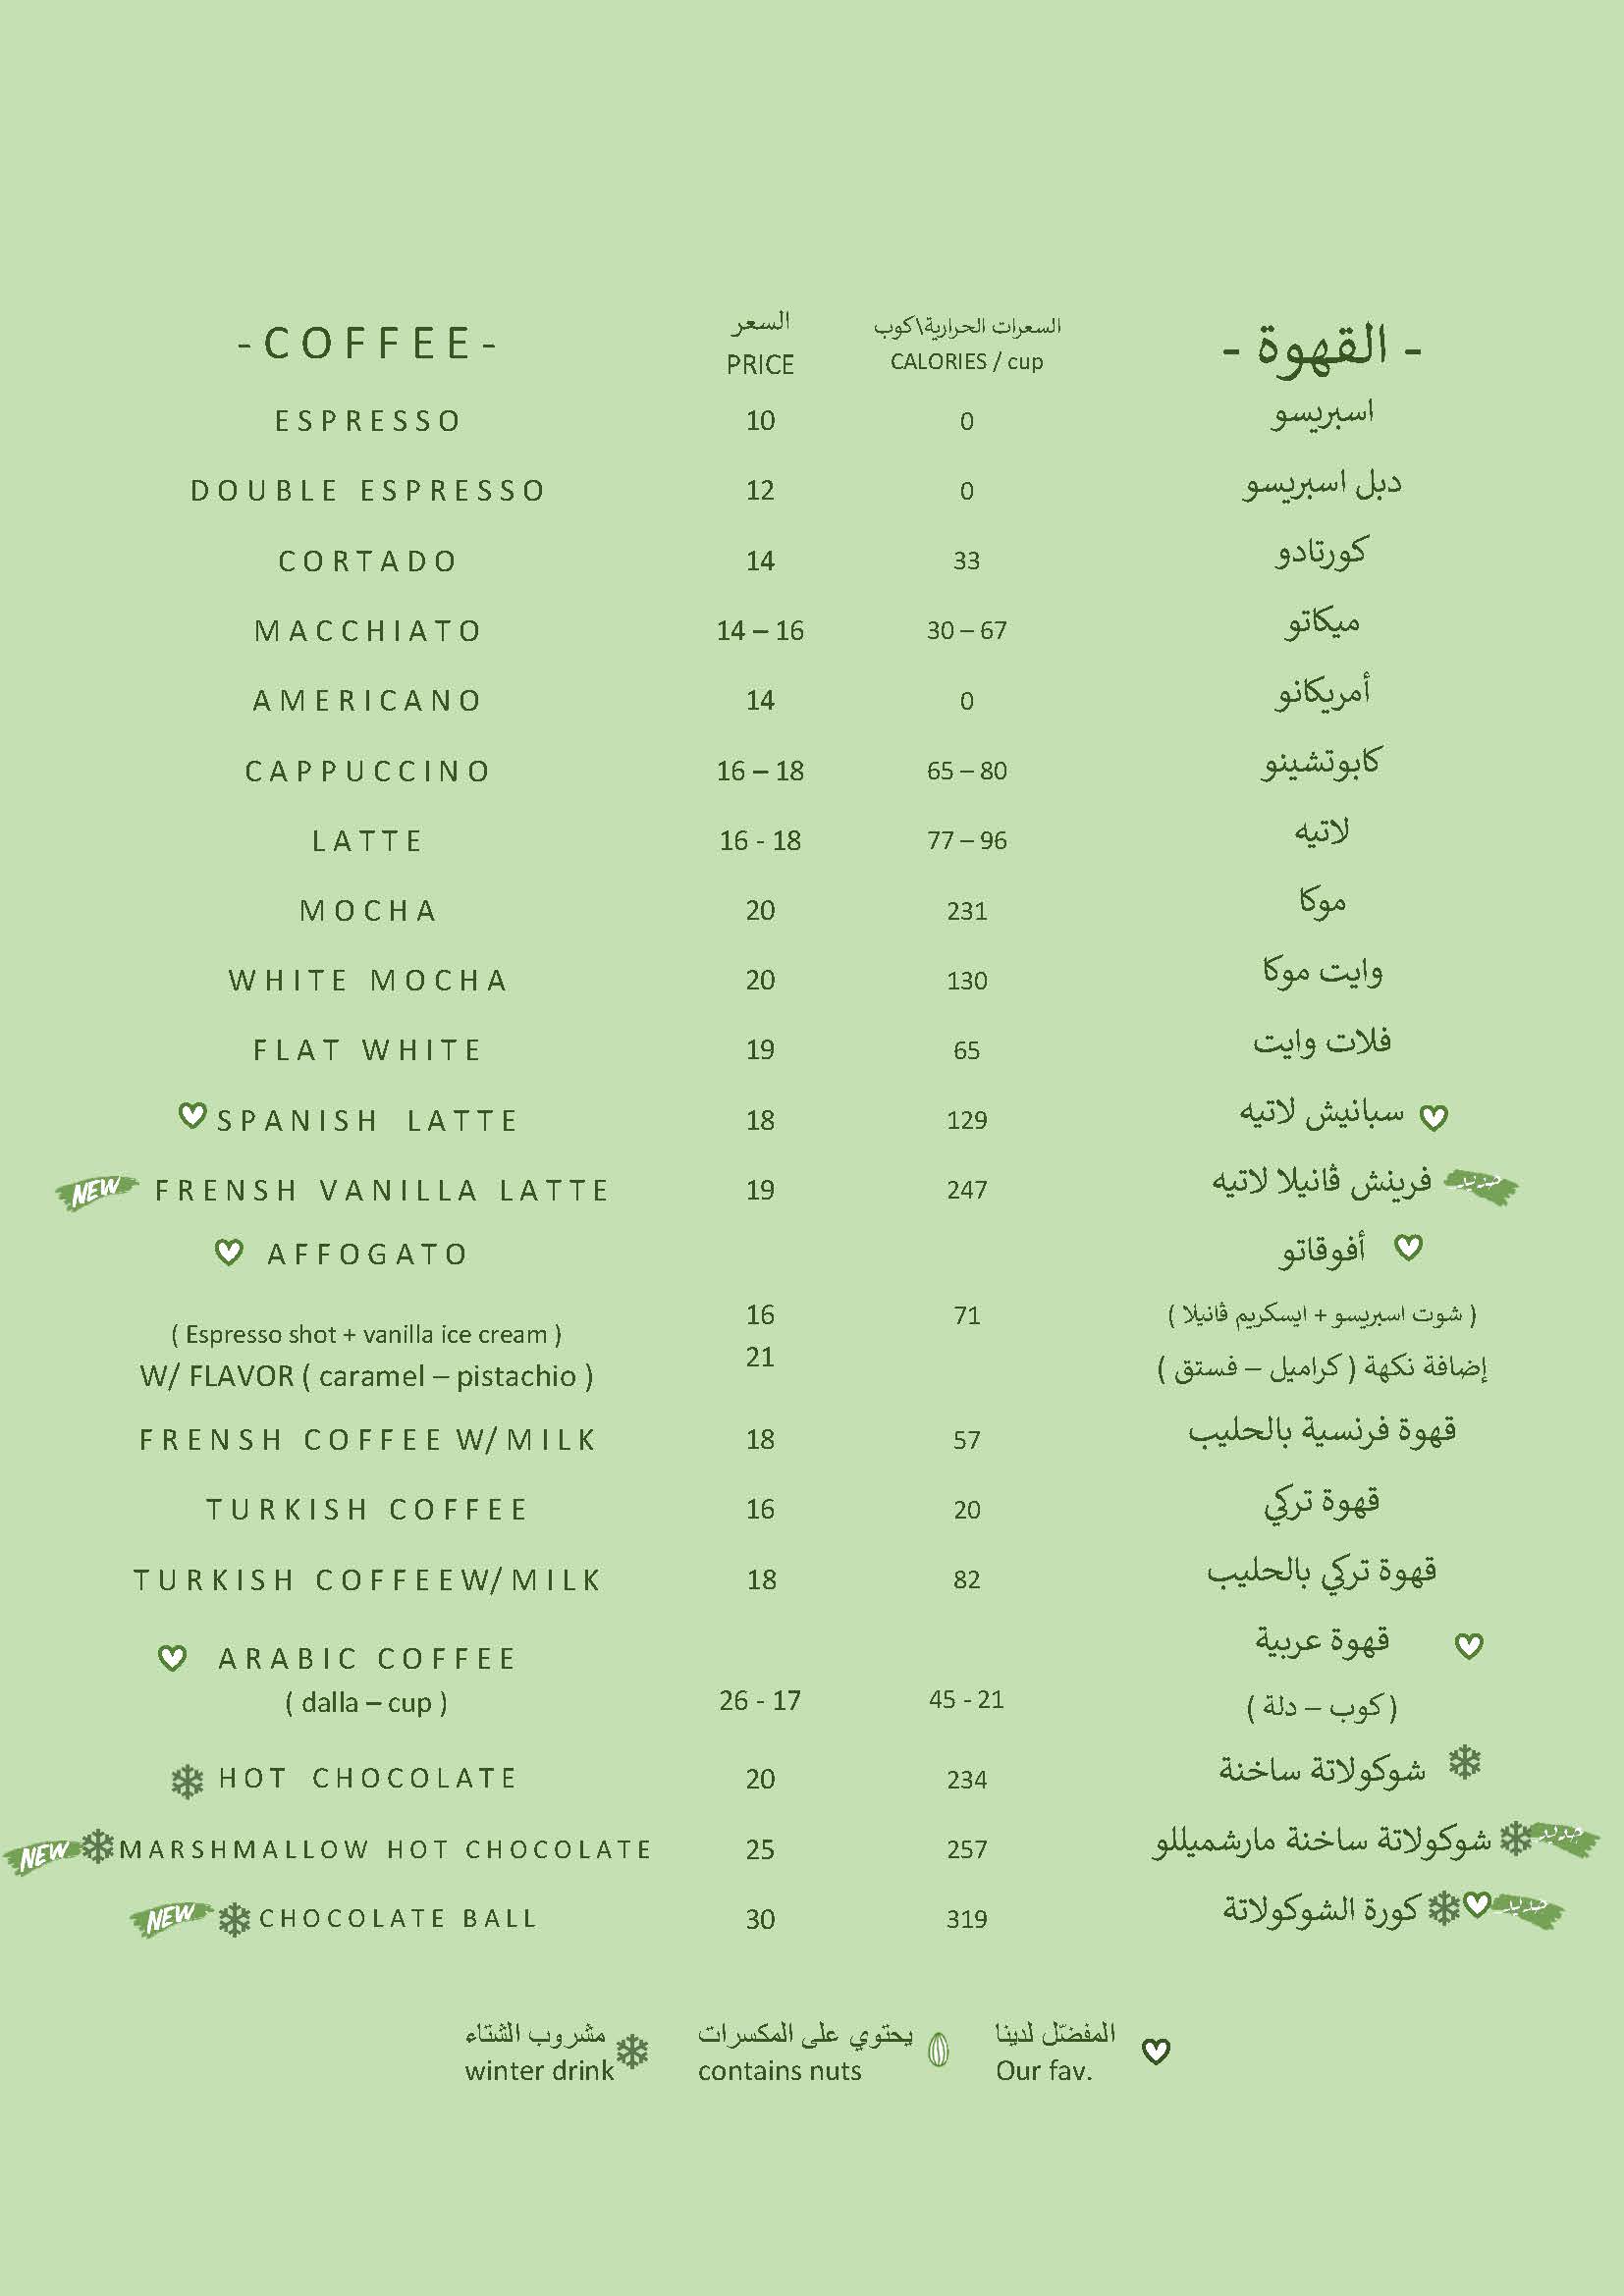 - C O F F E E -
السعر
السعرات الحرارية\كوب
- القهوة -
PRICE
CALORIES / cup
ESPRESSO 10 0 اسبريسو
DOUBLE ESPRESSO 12 0 دبل اسبريسو
CORTADO 14 33 كورتادو
MACCHIATO 14 – 16 30 – 67 ميكاتو
AMERICANO 14 0 أمريكانو
CAPPUCCINO 16 – 18 65 – 80 كابوتشينو
LATTE 16 - 18 77 – 96 لاتيه
MOCHA 20 231 موكا
WHITE MOCHA 20 130 وايت موكا
FLAT WHITE 19 65 فلات وايت
SPANISH LATTE 18 129 سبانيش لاتيه
NEW FRENSH VANILLA LATTE 19 247 فرينش ڤانيلا لاتيه جديد
AFFOGATO أفوقاتو
( Espresso shot + vanilla ice cream ) 16 71 ( شوت اسبريسو + ايسكريم ڤانيلا )
W/ FLAVOR ( caramel – pistachio ) 21 إضافة نكهة ( كراميل – فستق )
FRENSH COFFEE W/ MILK 18 57 قهوة فرنسية بالحليب
TURKISH COFFEE 16 20 قهوة تركي
TURKISH COFFEEW/ MILK 18 82 قهوة تركي بالحليب
ARABIC COFFEE قهوة عربية
( dalla – cup ) 26 - 17 45 - 21 ( كوب – دلة )
HOT CHOCOLATE 20 234 شوكولاتة ساخنة
NEW MARSHMALLOW HOT CHOCOLATE 25 257 شوكولاتة ساخنة مارشميللو جديد
NEW CHOCOLATE BALL 30 319 كورة الشوكولاتة جديد
مشروب الشتاء
يحتوي على المكسرات
المفضّل لدينا
winter drink
contains nuts
Our fav.